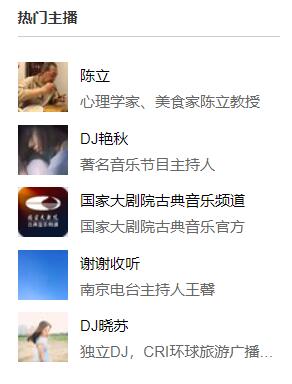 热门主播
陈立
心理学家、美食家陈立教授
DJ艳秋
著名音乐节目主持人
国家大剧院古典音乐频道
国家大剧院古典音乐官方
谢谢收听
南京电台主持人王馨
DJ晓苏
独立DJ，CRI环球旅游广播...